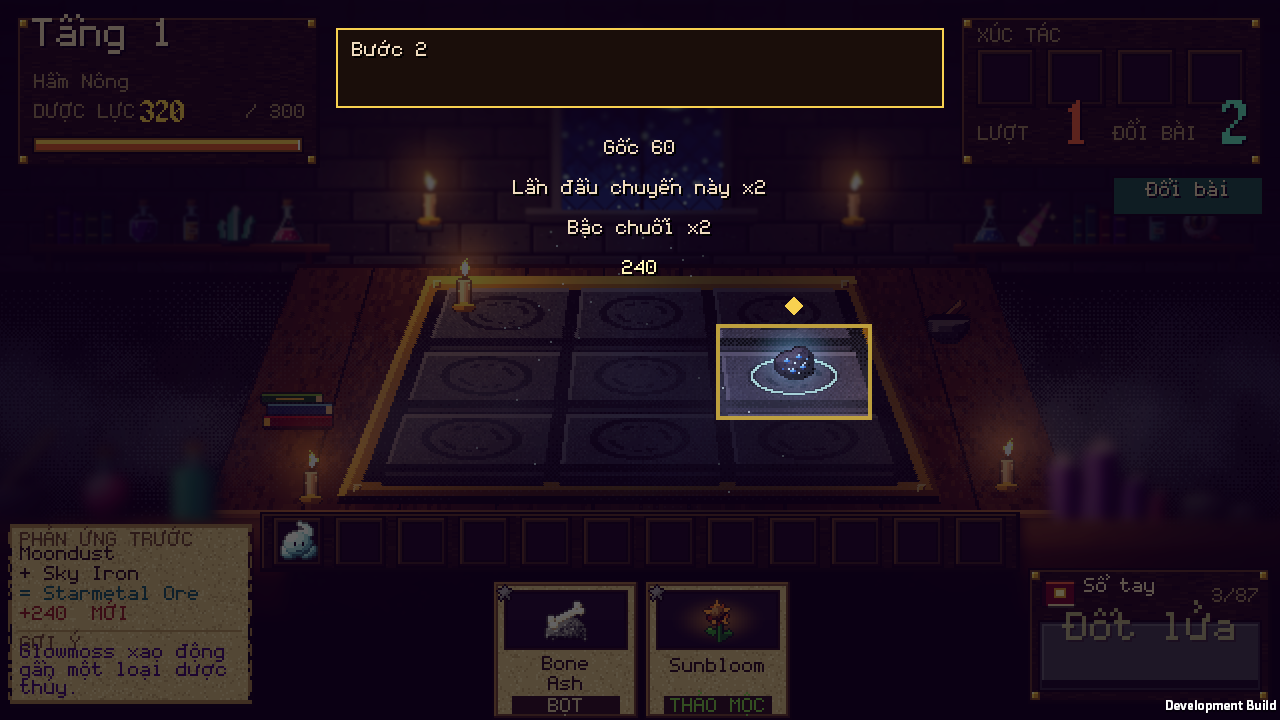 Tầng 1
Hầm Nông
DƯỢC LỰC 320 / 300
Bước 2
XÚC TÁC
LƯỢT 1 ĐỔI BÀI 2
Đổi bài
Gốc 60
Lần đầu chuyến này x2
Bậc chuỗi x2
240
PHẢN ỨNG TRƯỚC
Moondust
+ Sky Iron
= Starmetal Ore
+240 MỚI
GỢI Ý
Glowmoss xao động
gần một loại dược
thủy.
Bone
Ash
BỘT
Sunbloom
THẢO MỘC
Sổ tay
3/87
Đốt lửa
Development Build